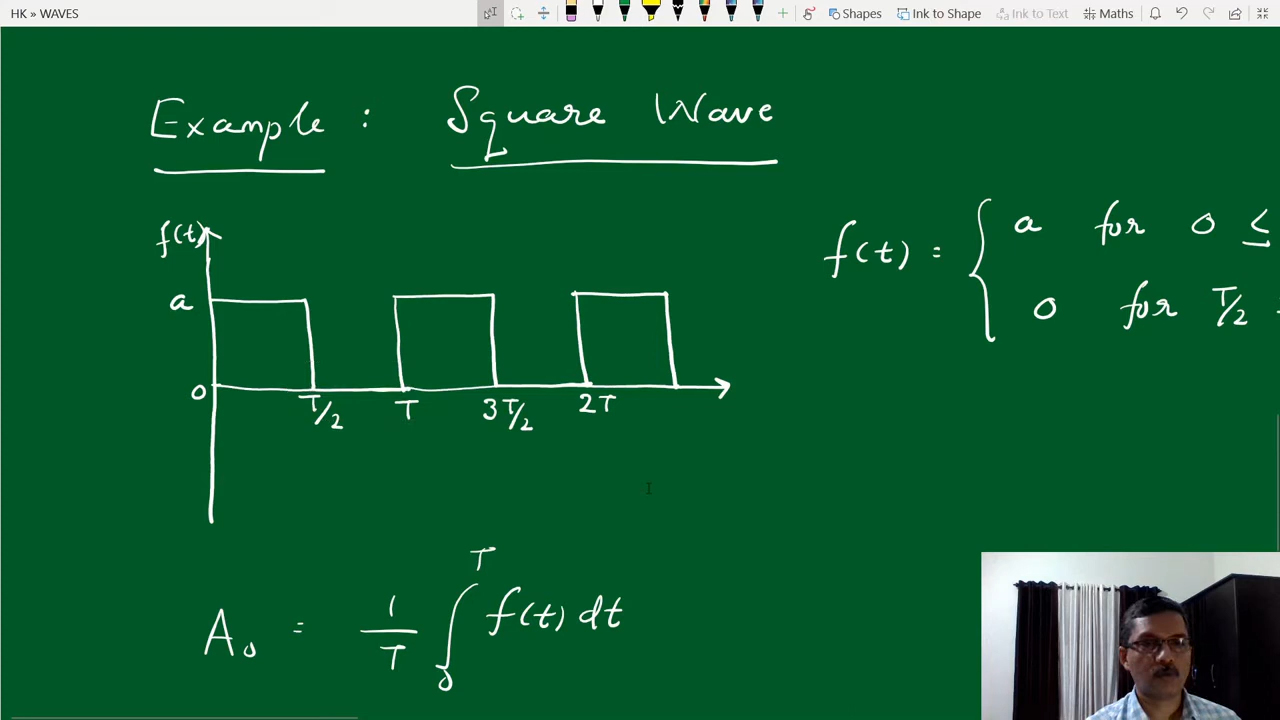 HK » WAVES
Shapes Ink to Shape Ink to Text Maths
Example : Square Wave
f(t)
a
0
T/2 T 3T/2 2T
f(t) = { a for 0 ≤
0 for T/2
A₀ = 1/T ∫₀ᵀ f(t) dt